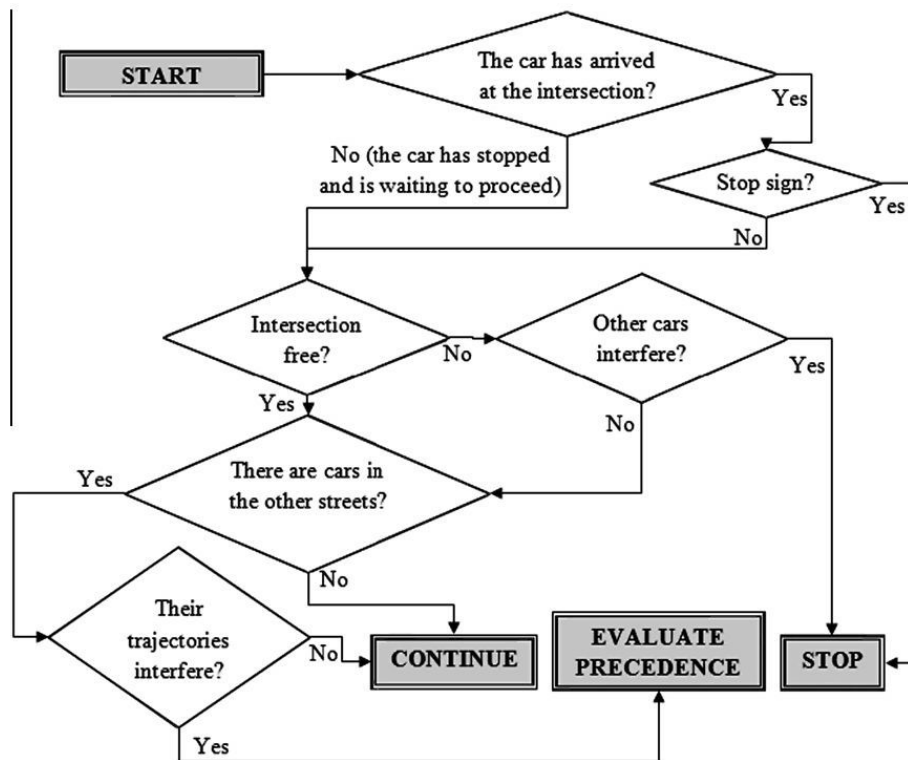 START
The car has arrived
at the intersection?
Yes
No (the car has stopped
and is waiting to proceed)
Stop sign?
Yes
No
Intersection
free?
No
Other cars
interfere?
Yes
Yes
No
Yes
There are cars in
the other streets?
No
Their
trajectories
interfere?
No
CONTINUE
EVALUATE
PRECEDENCE
STOP
Yes